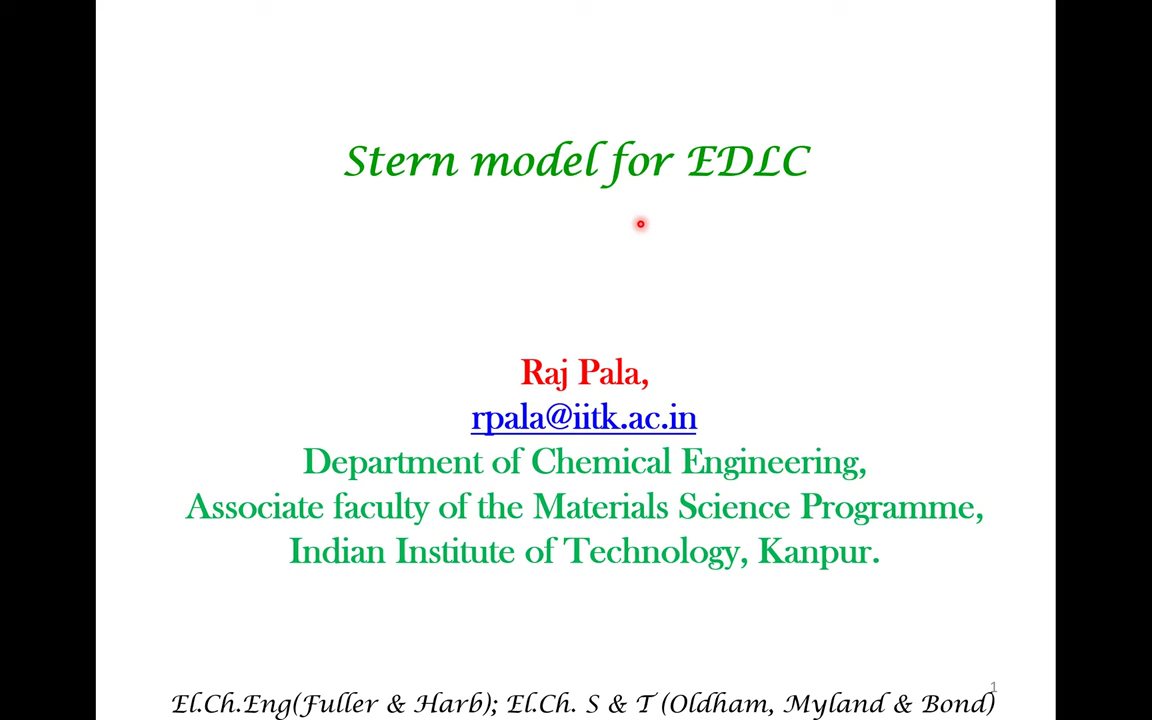 Stern model for EDLC
Raj Pala,
rpala@iitk.ac.in
Department of Chemical Engineering,
Associate faculty of the Materials Science Programme,
Indian Institute of Technology, Kanpur.
1
El.Ch.Eng(Fuller & Harb); El.Ch. S & T (Oldham, Myland & Bond)